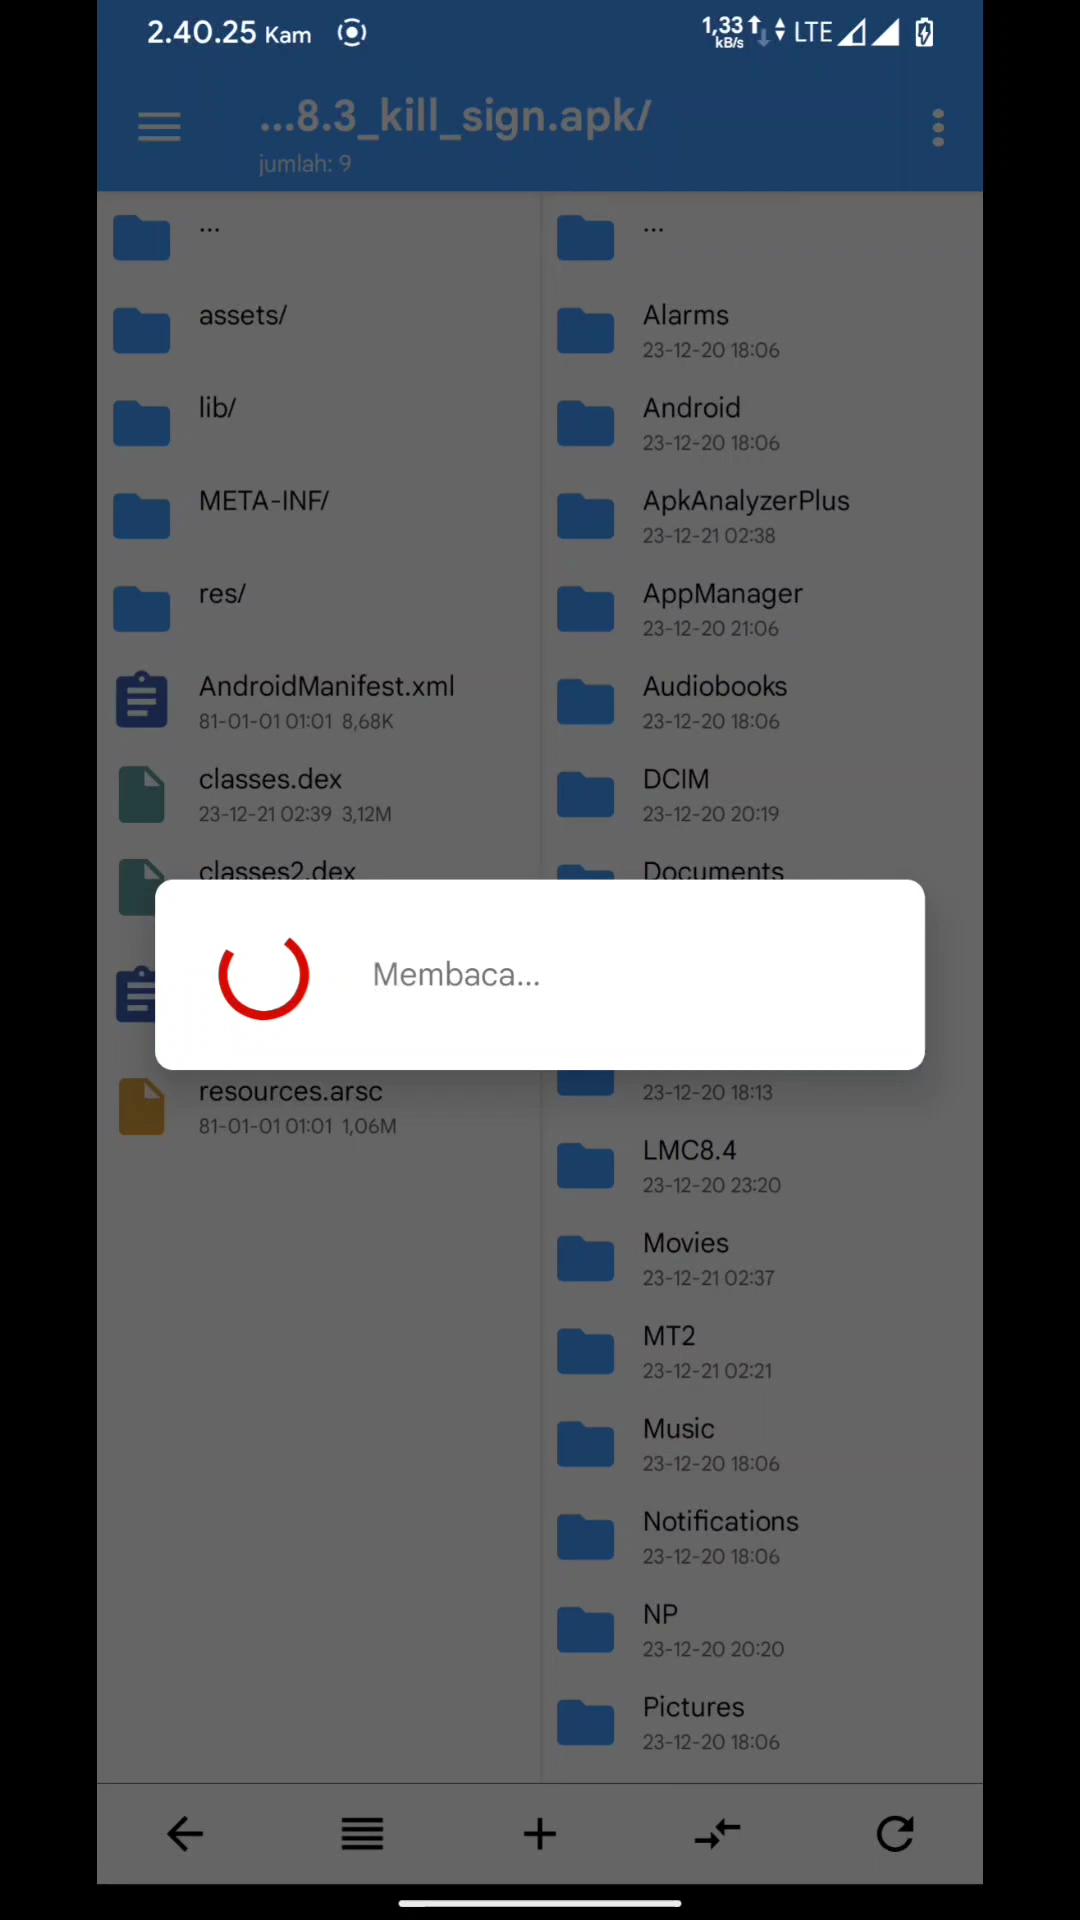 2.40.25 Kam
1,33 kB/s LTE
...8.3_kill_sign.apk/
jumlah: 9
...
assets/
lib/
META-INF/
res/
AndroidManifest.xml
81-01-01 01:01 8,68K
classes.dex
23-12-21 02:39 3,12M
classes2.dex
resources.arsc
81-01-01 01:01 1,06M
...
Alarms
23-12-20 18:06
Android
23-12-20 18:06
ApkAnalyzerPlus
23-12-21 02:38
AppManager
23-12-20 21:06
Audiobooks
23-12-20 18:06
DCIM
23-12-20 20:19
Documents
23-12-20 18:13
LMC8.4
23-12-20 23:20
Movies
23-12-21 02:37
MT2
23-12-21 02:21
Music
23-12-20 18:06
Notifications
23-12-20 18:06
NP
23-12-20 20:20
Pictures
23-12-20 18:06
Membaca...